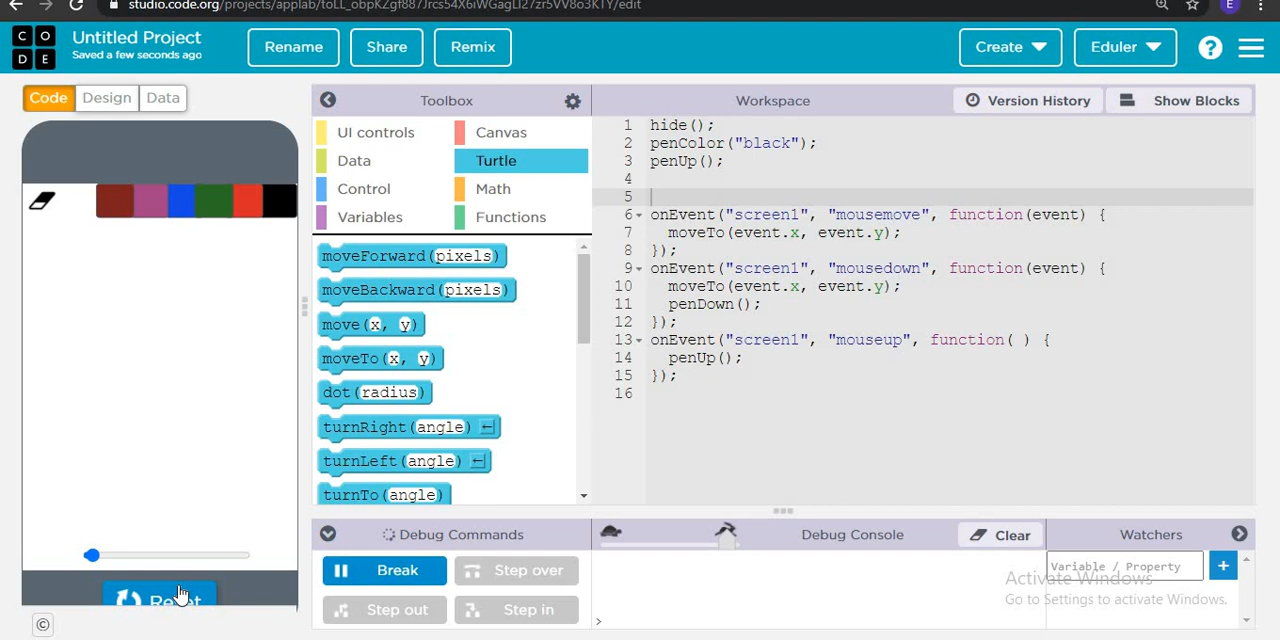 studio.code.org/projects/applab/toLL_obpKZgf887Jrcs54X6iWGagLI27zr5VV8o3KTY/edit
E
C O
D E
Untitled Project
Saved a few seconds ago
Rename
Share
Remix
Create
Eduler
?
Code
Design
Data
Toolbox
Workspace
Version History
Show Blocks
UI controls
Canvas
Data
Turtle
Control
Math
Variables
Functions
moveForward(pixels)
moveBackward(pixels)
move(x, y)
moveTo(x, y)
dot(radius)
turnRight(angle)
turnLeft(angle)
turnTo(angle)
1 hide();
2 penColor("black");
3 penUp();
4
5
6 onEvent("screen1", "mousemove", function(event) {
7 moveTo(event.x, event.y);
8 });
9 onEvent("screen1", "mousedown", function(event) {
10 moveTo(event.x, event.y);
11 penDown();
12 });
13 onEvent("screen1", "mouseup", function( ) {
14 penUp();
15 });
16
Reset
©
Debug Commands
Debug Console
Clear
Watchers
Break
Step over
Step out
Step in
>
Variable / Property
+
Activate Windows
Go to Settings to activate Windows.